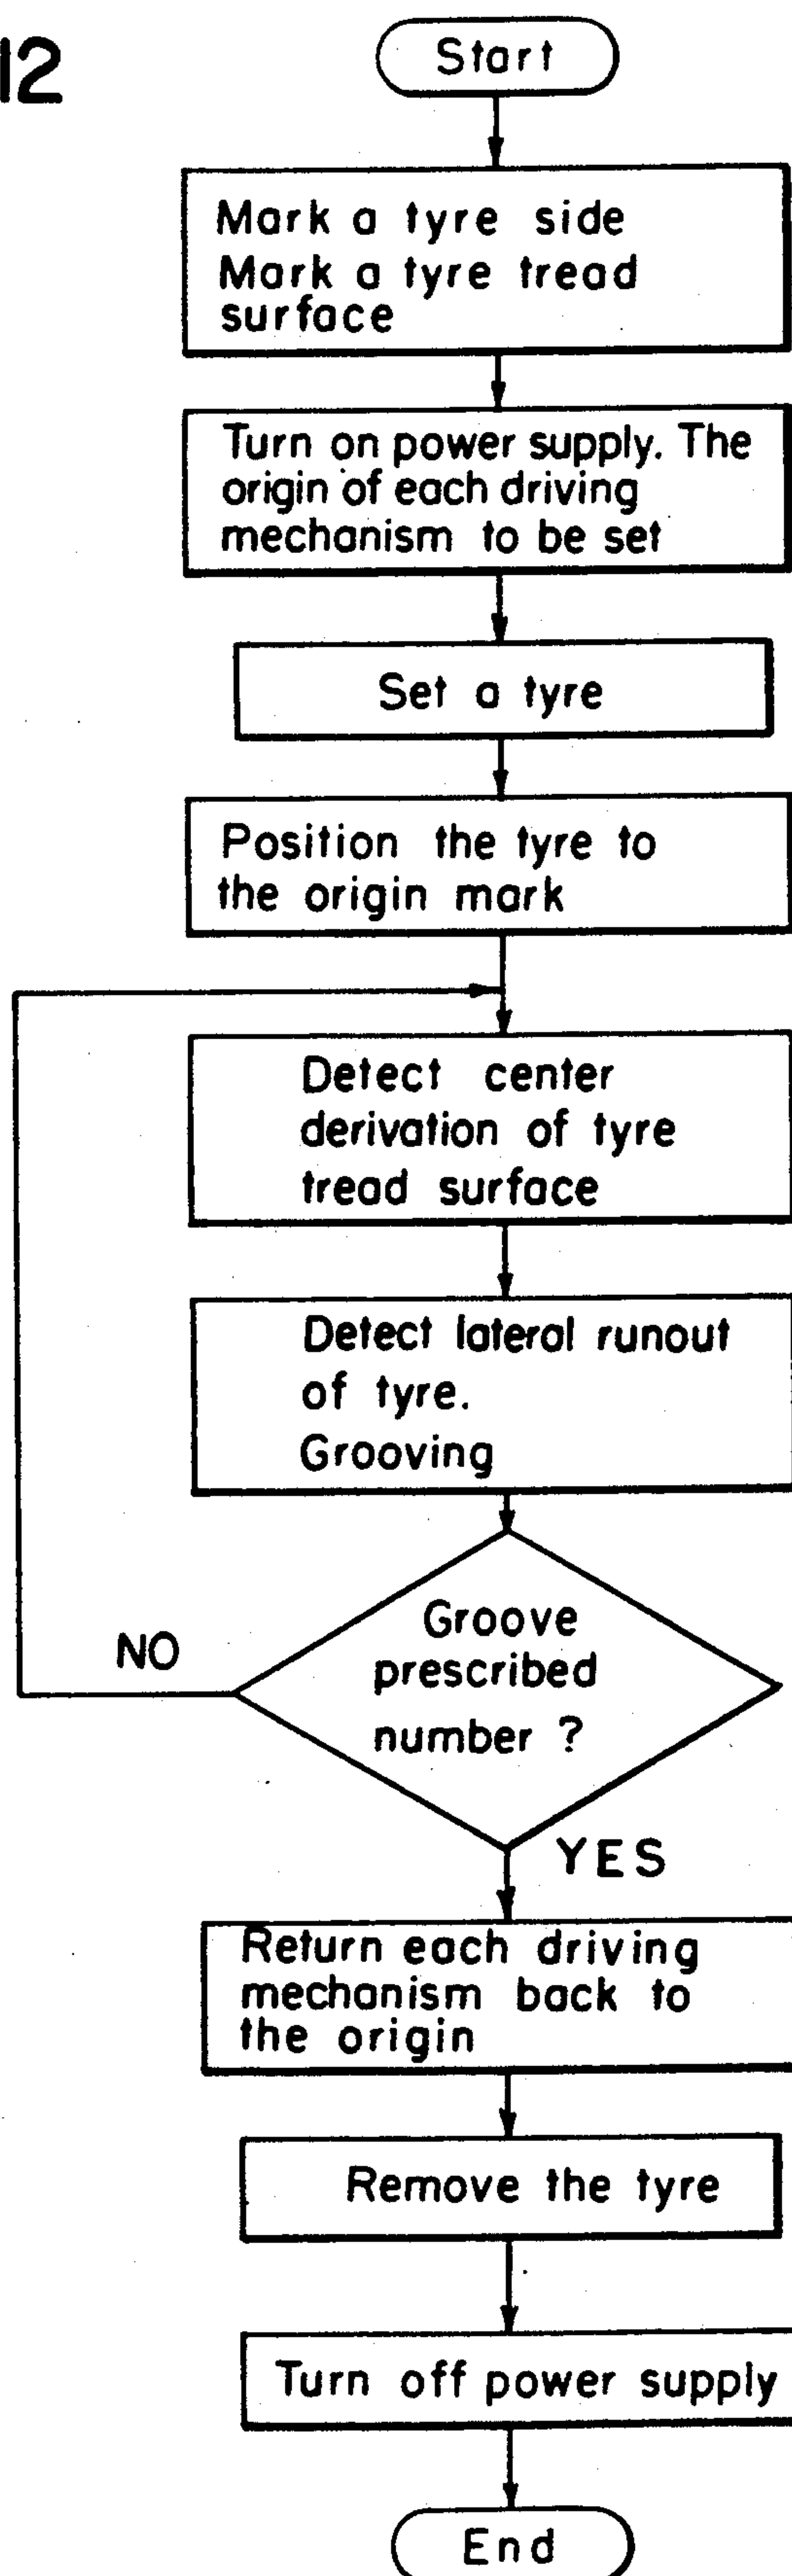 12
Start
Mark a tyre side
Mark a tyre tread
surface
Turn on power supply. The
origin of each driving
mechanism to be set
Set a tyre
Position the tyre to
the origin mark
Detect center
derivation of tyre
tread surface
Detect lateral runout
of tyre.
Grooving
Groove
prescribed
number ?
NO
YES
Return each driving
mechanism back to
the origin
Remove the tyre
Turn off power supply
End